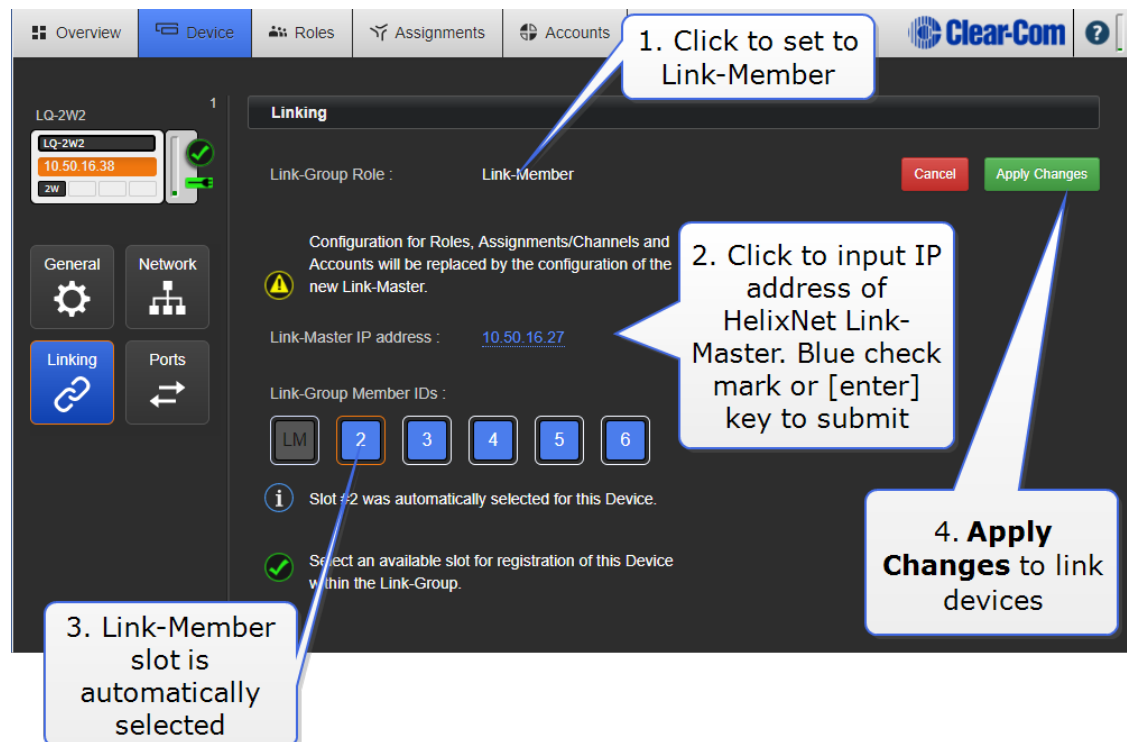 Overview
Device
Roles
Assignments
Accounts
Clear-Com
?
1. Click to set to
Link-Member
LQ-2W2
1
LQ-2W2
10.50.16.38
2W
General
Network
Linking
Ports
Linking
Link-Group Role :
Link-Member
Cancel
Apply Changes
Configuration for Roles, Assignments/Channels and
Accounts will be replaced by the configuration of the
new Link-Master.
2. Click to input IP
address of
HelixNet Link-
Master. Blue check
mark or [enter]
key to submit
Link-Master IP address :
10.50.16.27
Link-Group Member IDs :
LM
2
3
4
5
6
Slot #2 was automatically selected for this Device.
Select an available slot for registration of this Device
within the Link-Group.
4. Apply
Changes to link
devices
3. Link-Member
slot is
automatically
selected